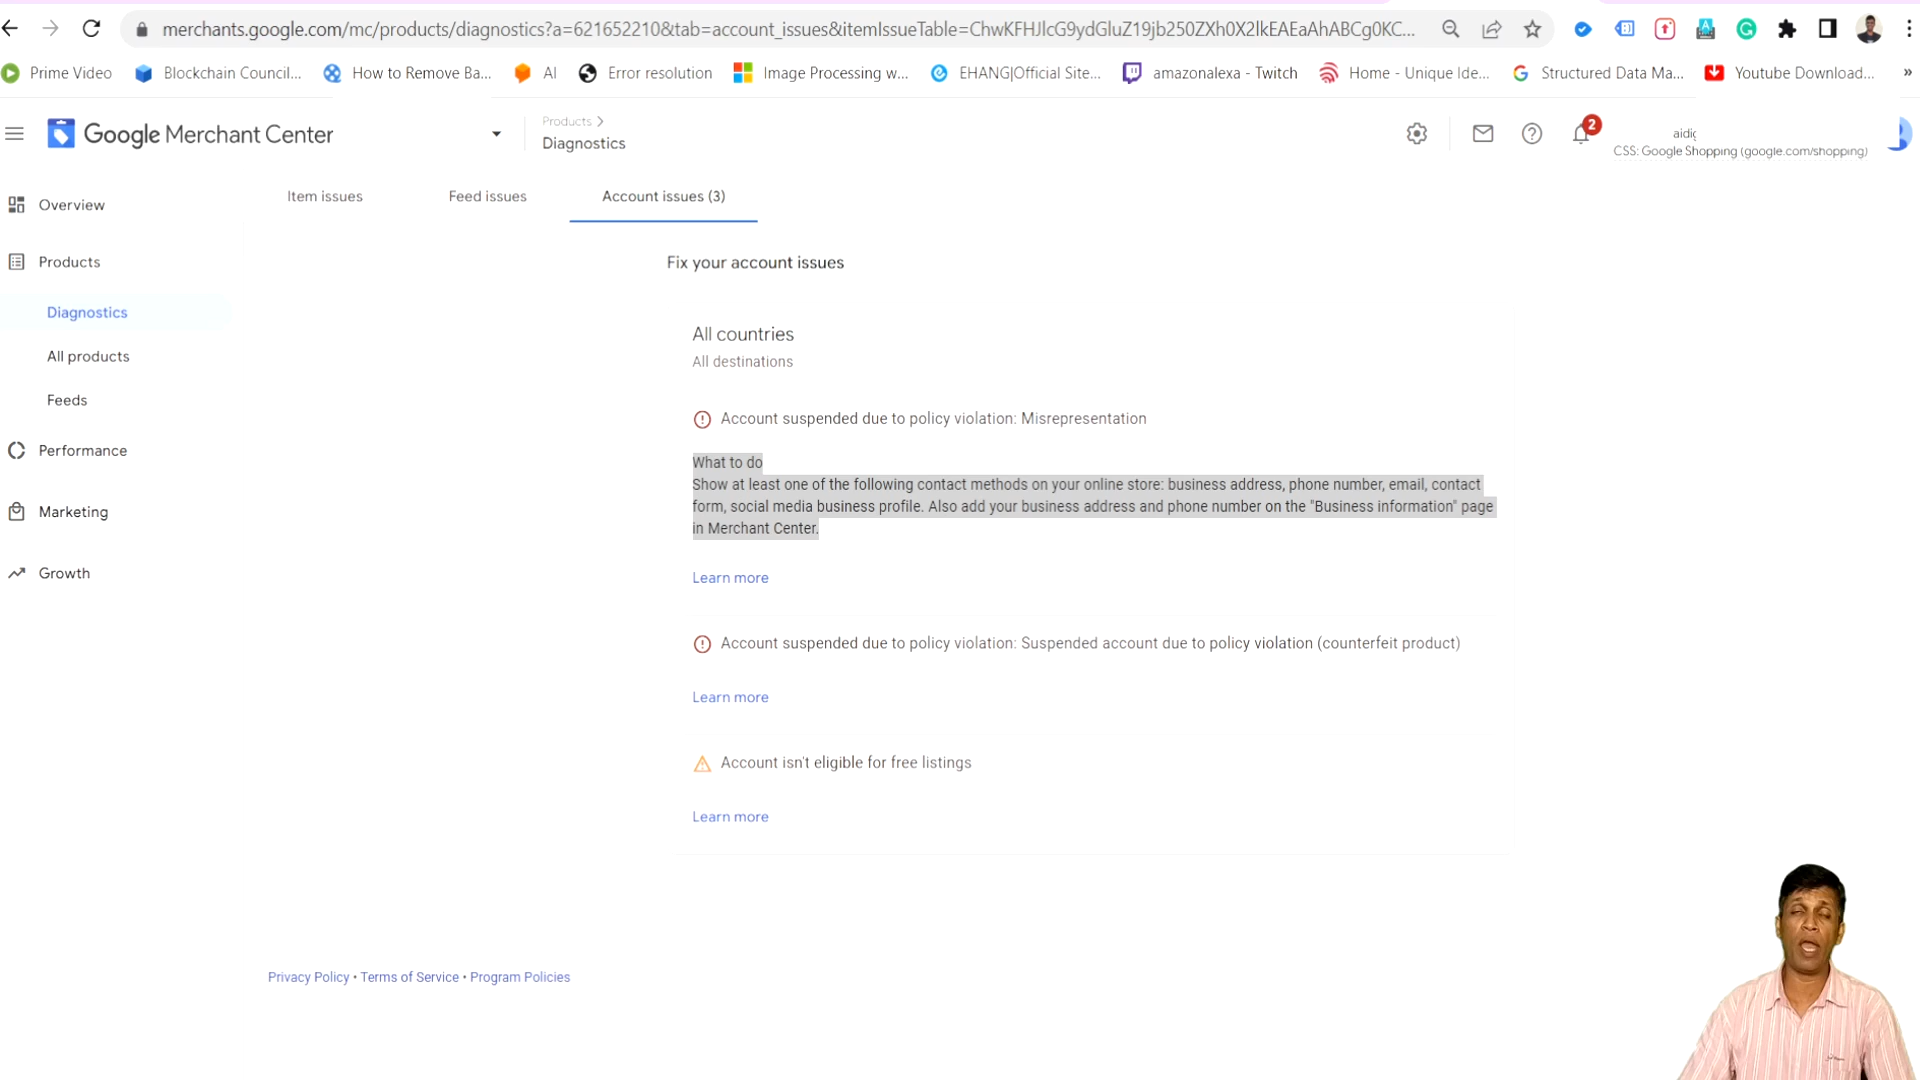 merchants.google.com/mc/products/diagnostics?a=621652210&tab=account_issues&itemIssueTable=ChwKFHJlcG9ydGluZ19jb250ZXh0X2lkEAEaAhABCg0KC...
Prime Video Blockchain Council... How to Remove Ba... AI Error resolution Image Processing w... EHANG|Official Site... amazonalexa - Twitch Home - Unique Ide... Structured Data Ma... Youtube Download... »
Google Merchant Center
Products >
Diagnostics
2
aidig
CSS: Google Shopping (google.com/shopping)
Item issues Feed issues Account issues (3)
Overview
Products
Diagnostics
All products
Feeds
Performance
Marketing
Growth
Fix your account issues
All countries
All destinations
Account suspended due to policy violation: Misrepresentation
What to do
Show at least one of the following contact methods on your online store: business address, phone number, email, contact
form, social media business profile. Also add your business address and phone number on the "Business information" page
in Merchant Center.
Learn more
Account suspended due to policy violation: Suspended account due to policy violation (counterfeit product)
Learn more
Account isn't eligible for free listings
Learn more
Privacy Policy • Terms of Service • Program Policies